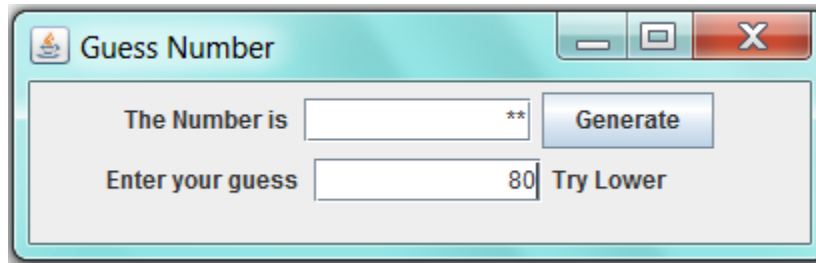 Guess Number
The Number is ** Generate
Enter your guess 80 Try Lower